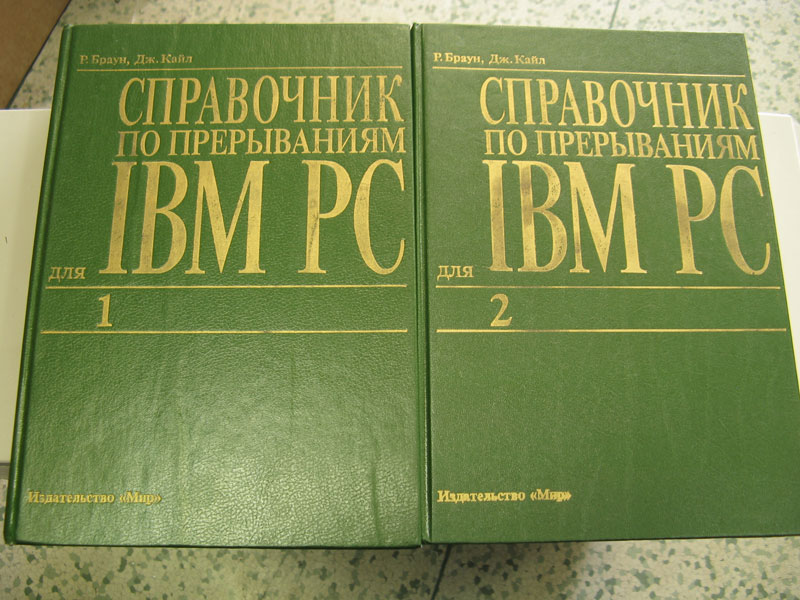 Р. Браун, Дж. Кайл
СПРАВОЧНИК
ПО ПРЕРЫВАНИЯМ
для IBM PC
1
Издательство «Мир»
Р. Браун, Дж. Кайл
СПРАВОЧНИК
ПО ПРЕРЫВАНИЯМ
для IBM PC
2
Издательство «Мир»